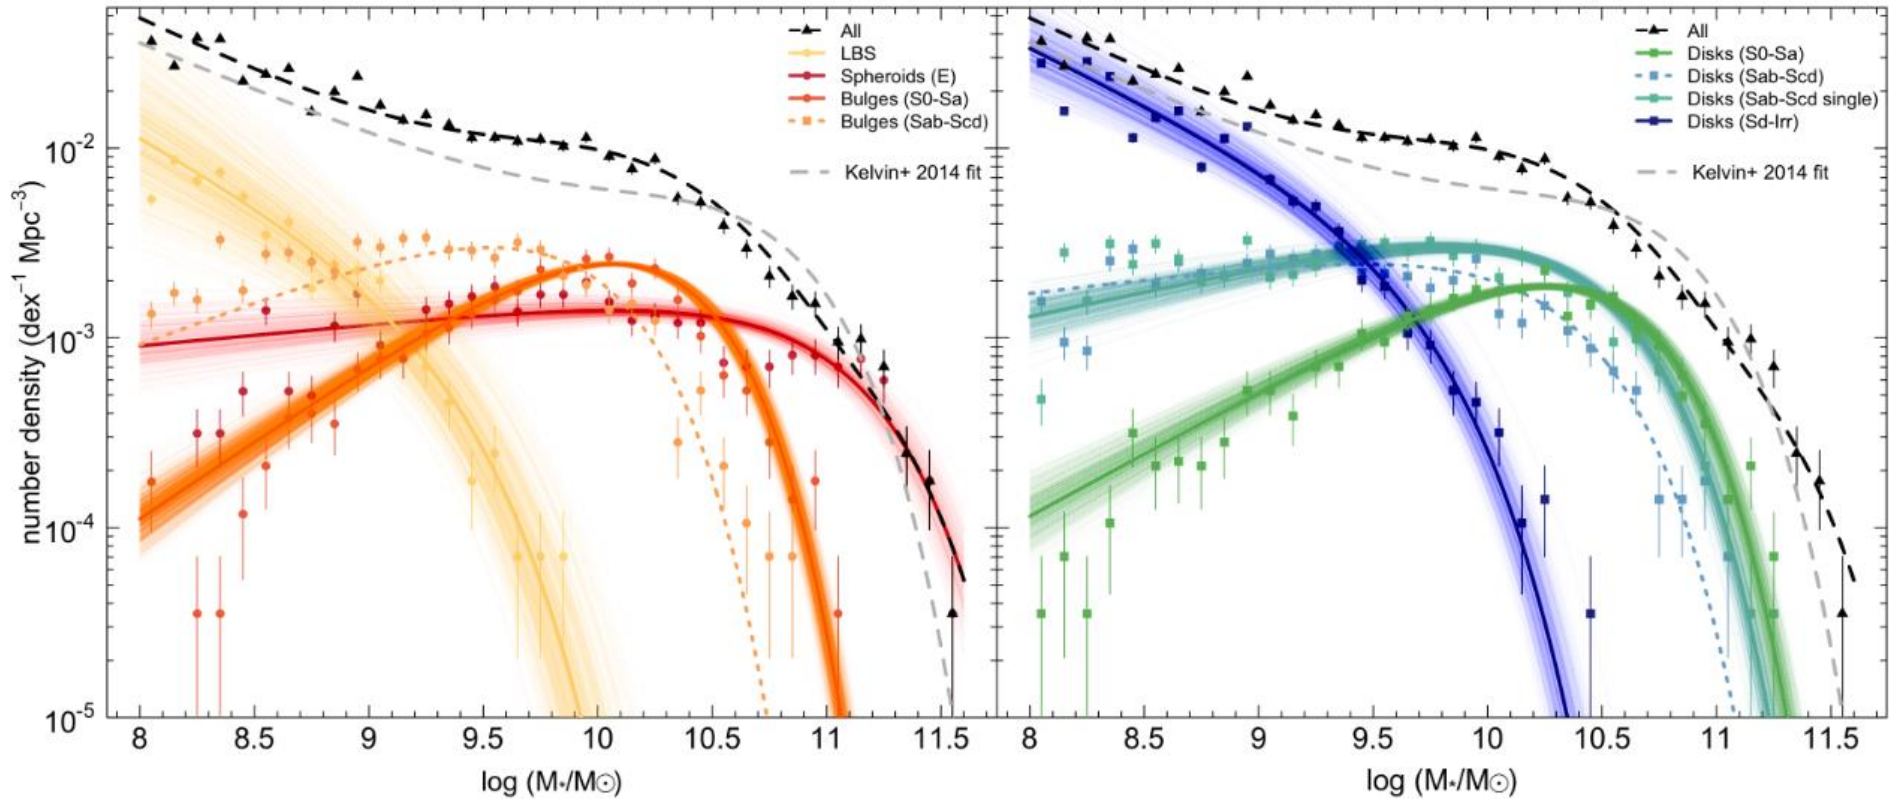 number density (dex⁻¹ Mpc⁻³)
10⁻²
10⁻³
10⁻⁴
10⁻⁵
All
LBS
Spheroids (E)
Bulges (S0-Sa)
Bulges (Sab-Scd)
Kelvin+ 2014 fit
8 8.5 9 9.5 10 10.5 11 11.5
log (M*/M☉)
All
Disks (S0-Sa)
Disks (Sab-Scd)
Disks (Sab-Scd single)
Disks (Sd-Irr)
Kelvin+ 2014 fit
8 8.5 9 9.5 10 10.5 11 11.5
log (M*/M☉)